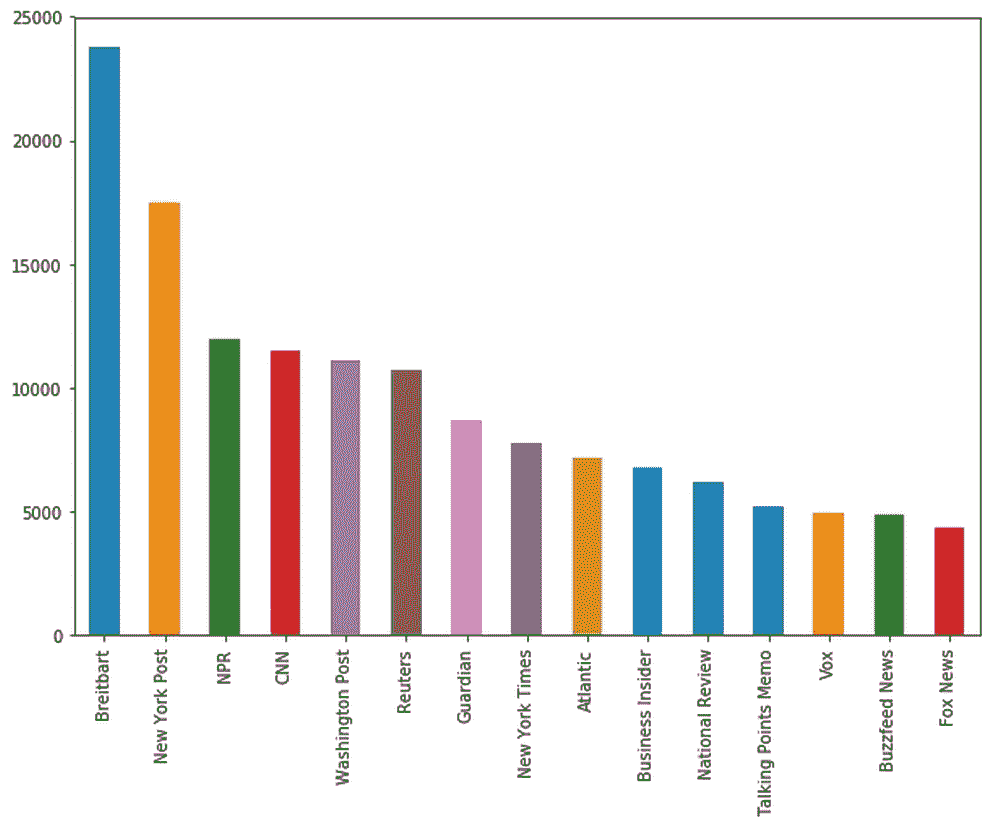 25000
20000
15000
10000
5000
0
Breitbart
New York Post
NPR
CNN
Washington Post
Reuters
Guardian
New York Times
Atlantic
Business Insider
National Review
Talking Points Memo
Vox
Buzzfeed News
Fox News